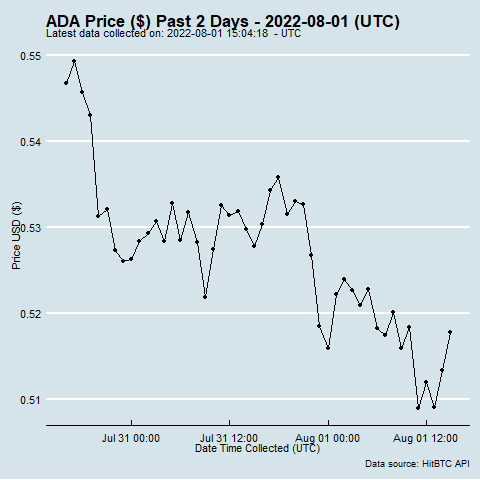 ADA Price ($) Past 2 Days - 2022-08-01 (UTC)
Latest data collected on: 2022-08-01 15:04:18 - UTC
0.55
0.54
0.53
0.52
0.51
Price USD ($)
Jul 31 00:00
Jul 31 12:00
Aug 01 00:00
Aug 01 12:00
Date Time Collected (UTC)
Data source: HitBTC API